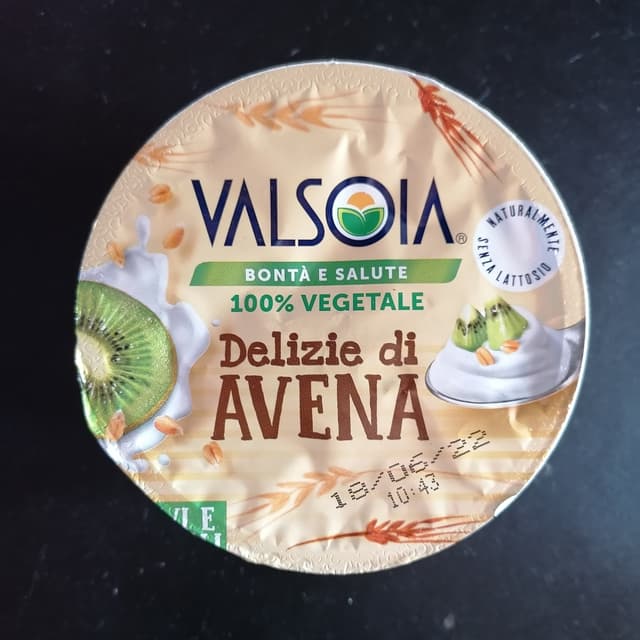 VALSOIA®
BONTÀ E SALUTE
100% VEGETALE
NATURALMENTE
SENZA LATTOSIO
Delizie di
AVENA
18/06/22
10:43